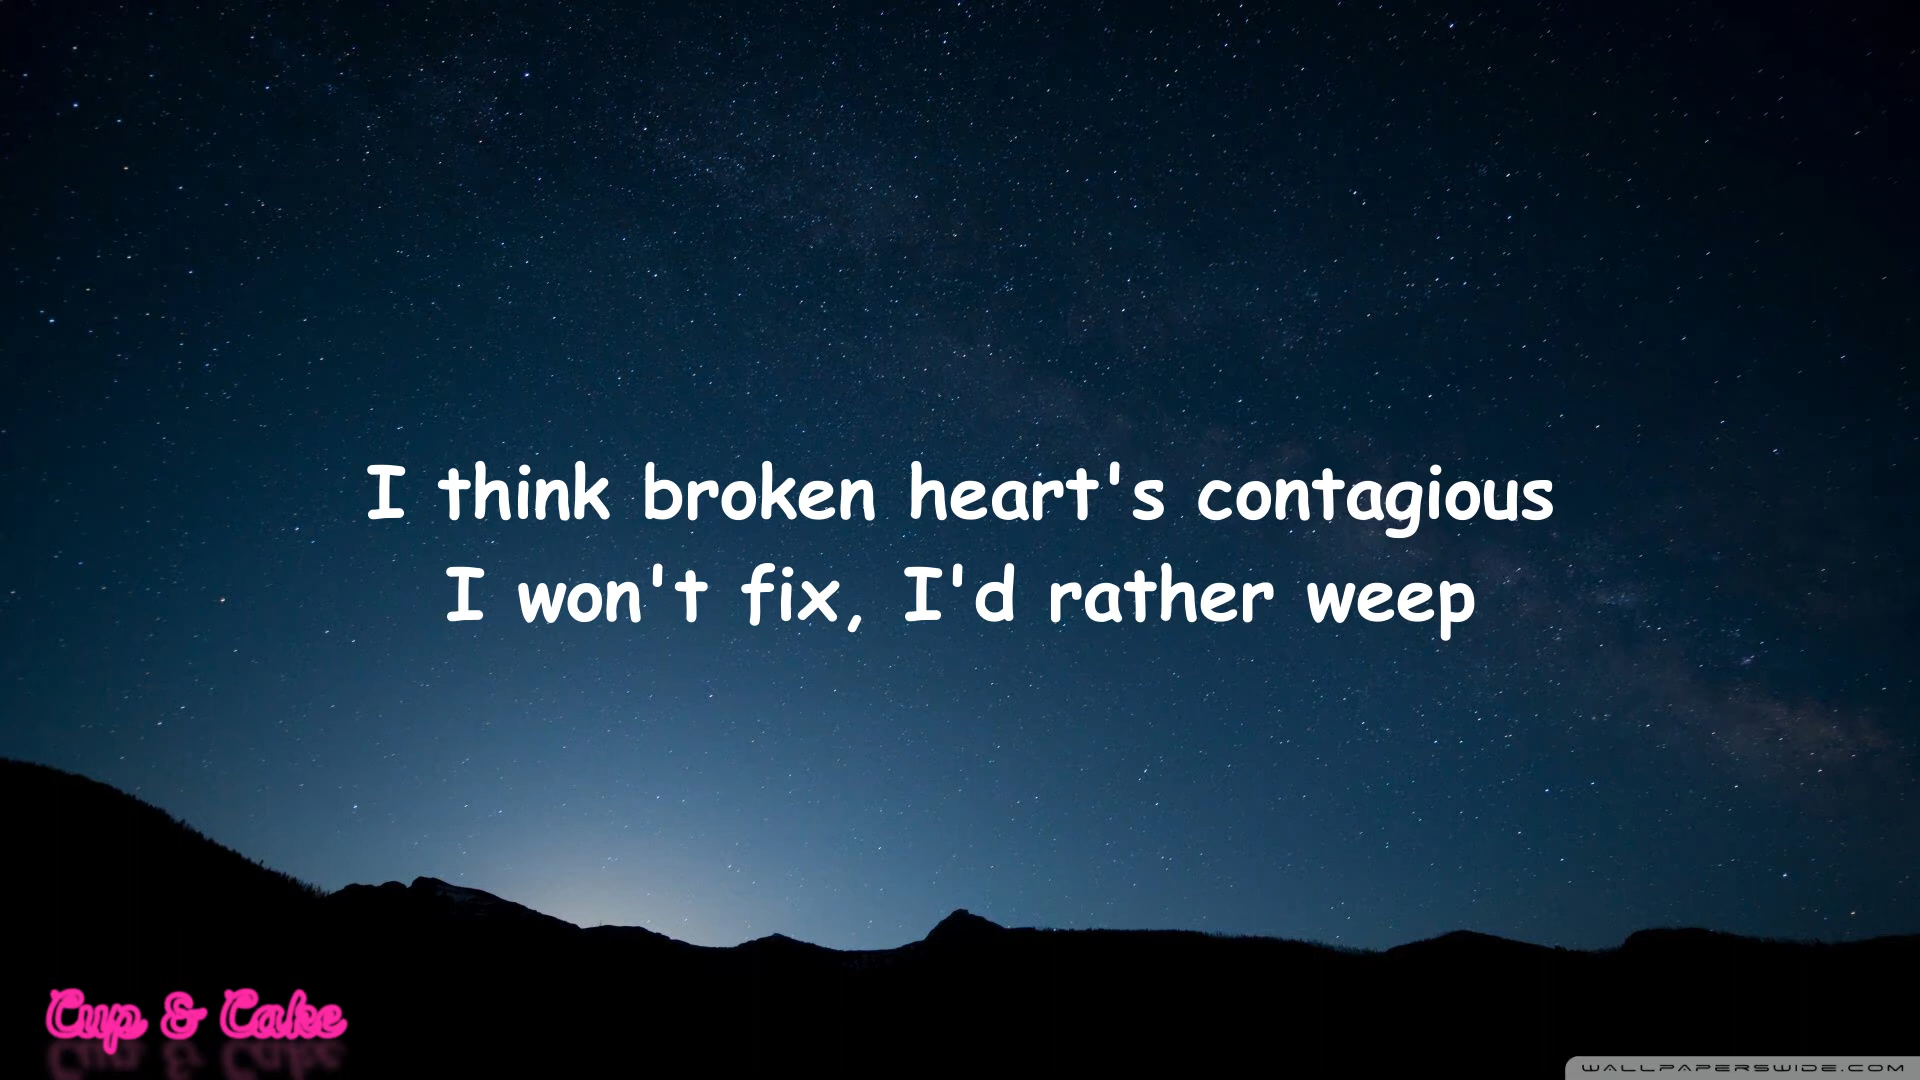 I think broken heart's contagious
I won't fix, I'd rather weep
Cup & Cake
WALLPAPERSWIDE.COM